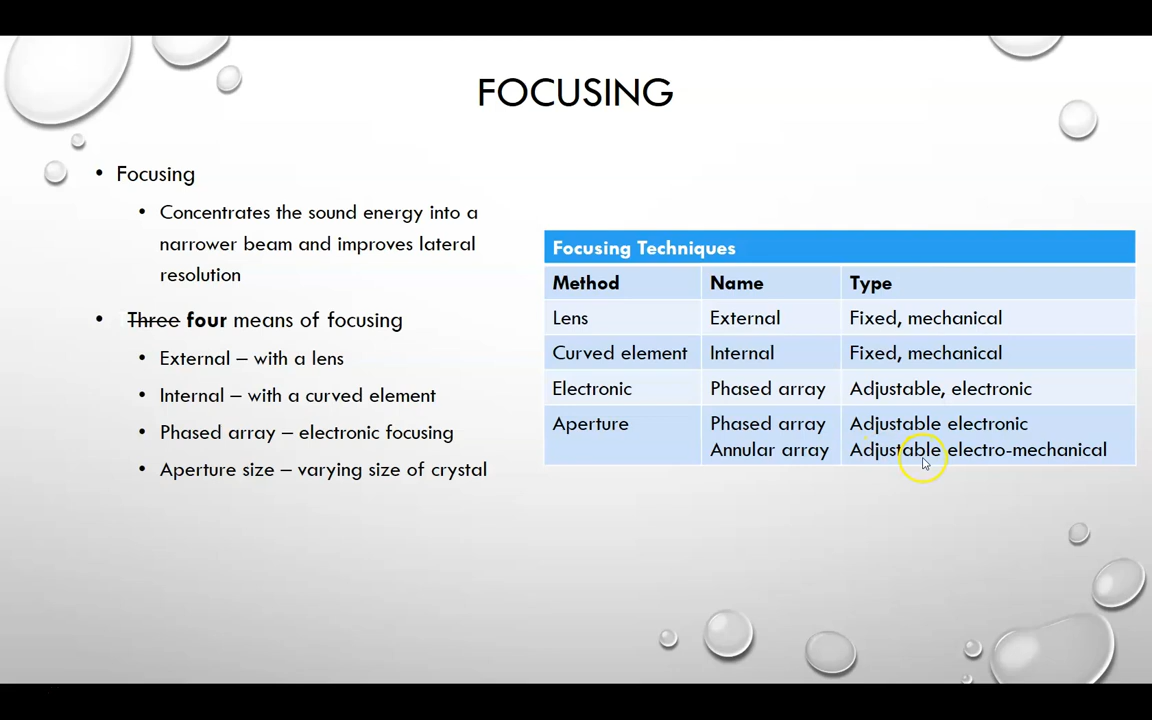 FOCUSING
• Focusing
• Concentrates the sound energy into a
narrower beam and improves lateral
resolution
• Three four means of focusing
• External – with a lens
• Internal – with a curved element
• Phased array – electronic focusing
• Aperture size – varying size of crystal
Focusing Techniques
Method Name Type
Lens External Fixed, mechanical
Curved element Internal Fixed, mechanical
Electronic Phased array Adjustable, electronic
Aperture Phased array Adjustable electronic
Annular array Adjustable electro-mechanical